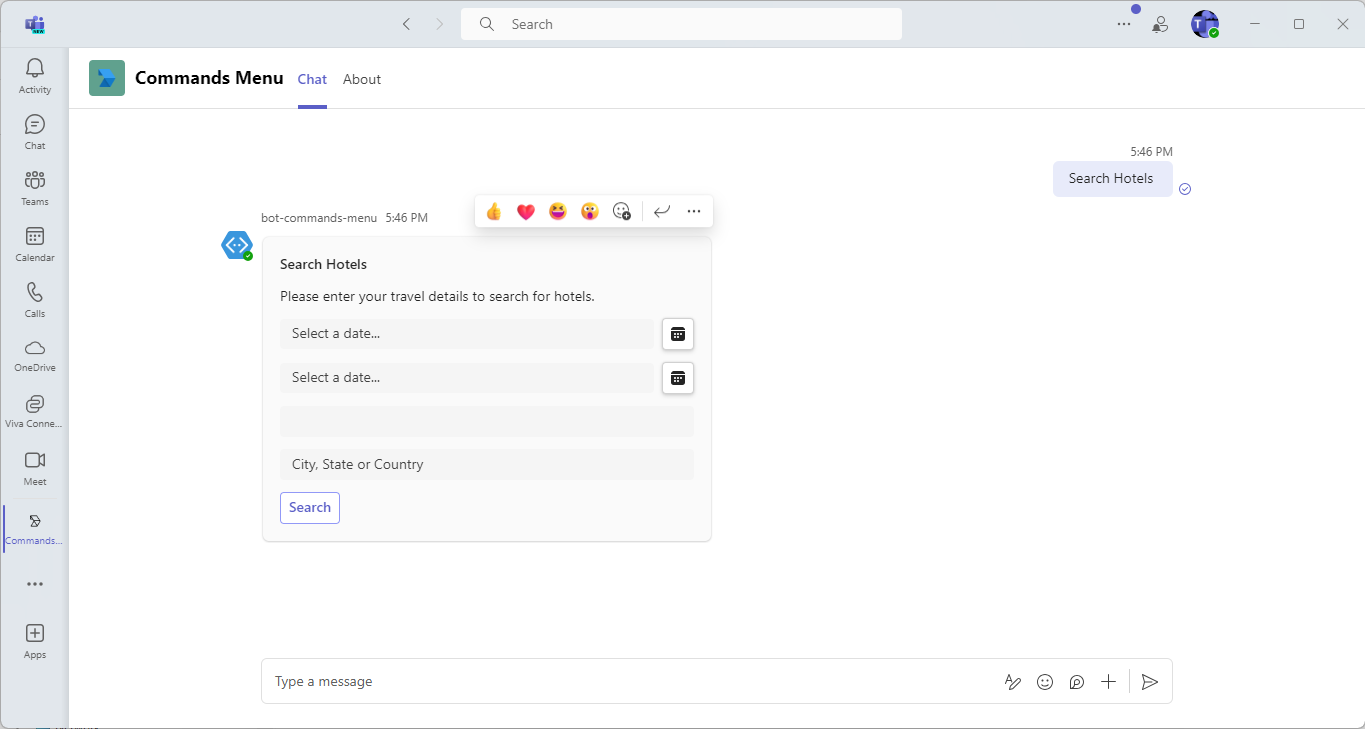 NEW
Search
T
Activity
Chat
Teams
Calendar
Calls
OneDrive
Viva Conne...
Meet
Commands...
Apps
Commands Menu Chat About
5:46 PM
Search Hotels
bot-commands-menu 5:46 PM
Search Hotels
Please enter your travel details to search for hotels.
Select a date...
Select a date...
City, State or Country
Search
Type a message